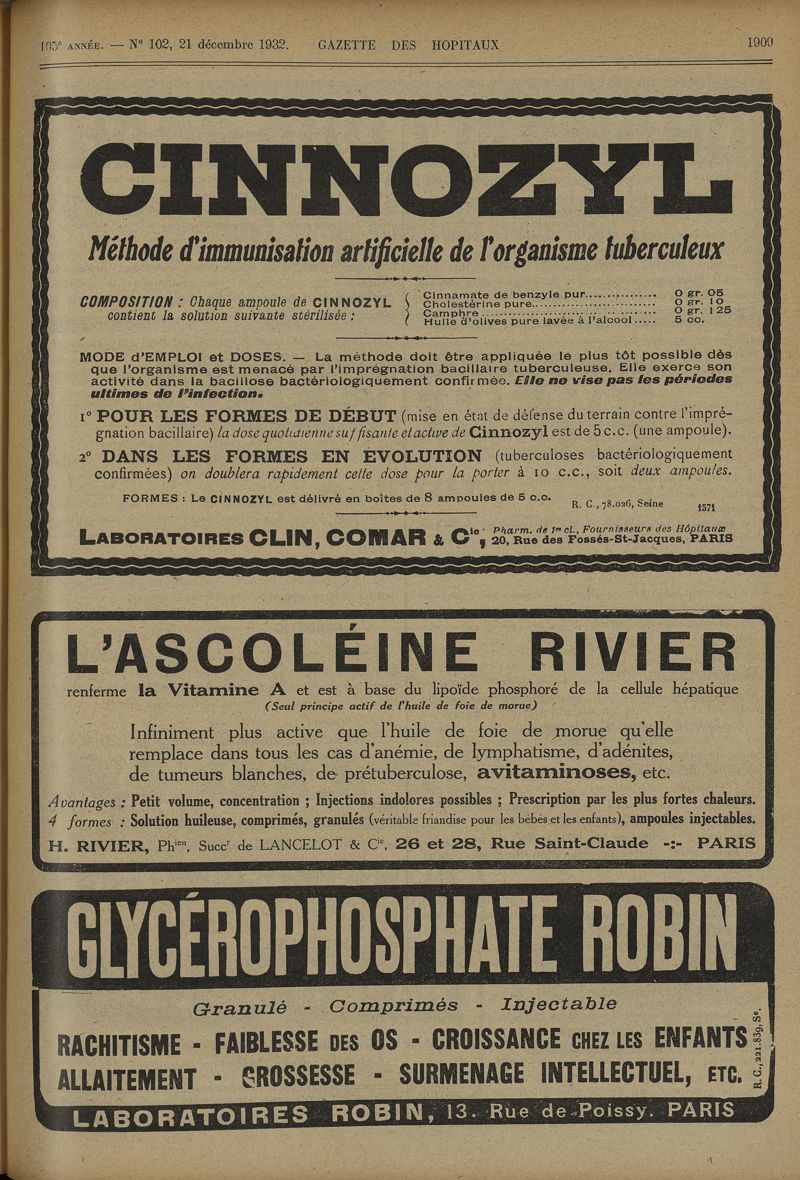 105e ANNÉE. — N° 102, 21 décembre 1932. GAZETTE DES HOPITAUX 1909
CINNOZYL
Méthode d'immunisation artificielle de l'organisme tuberculeux
COMPOSITION : Chaque ampoule de CINNOZYL
contient la solution suivante stérilisée :
Cinnamate de benzyle pur............... 0 gr. 05
Cholestérine pure........................... 0 gr. 10
Camphre....................................... 0 gr. 125
Huile d'olives pure lavée à l'alcool..... 5 cc.
MODE d'EMPLOI et DOSES. — La méthode doit être appliquée le plus tôt possible dès
que l'organisme est menacé par l'imprégnation bacillaire tuberculeuse. Elle exerce son
activité dans la bacillose bactériologiquement confirmée. Elle ne vise pas les périodes
ultimes de l'infection.
1° POUR LES FORMES DE DÉBUT (mise en état de défense du terrain contre l'impré-
gnation bacillaire) la dose quotidienne suffisante et active de Cinnozyl est de 5 c.c. (une ampoule).
2° DANS LES FORMES EN ÉVOLUTION (tuberculoses bactériologiquement
confirmées) on doublera rapidement cette dose pour la porter à 10 c.c., soit deux ampoules.
FORMES : Le CINNOZYL est délivré en boîtes de 8 ampoules de 5 c.c.
R. C., 78.026, Seine 1571
LABORATOIRES CLIN, COMAR & Cie, Pharm. de 1re cl., Fournisseurs des Hôpitaux
20, Rue des Fossés-St-Jacques, PARIS
L'ASCOLÉINE RIVIER
renferme la Vitamine A et est à base du lipoïde phosphoré de la cellule hépatique
(Seul principe actif de l'huile de foie de morue)
Infiniment plus active que l'huile de foie de morue qu'elle
remplace dans tous les cas d'anémie, de lymphatisme, d'adénites,
de tumeurs blanches, de prétuberculose, avitaminoses, etc.
Avantages : Petit volume, concentration ; Injections indolores possibles ; Prescription par les plus fortes chaleurs.
4 formes : Solution huileuse, comprimés, granulés (véritable friandise pour les bébés et les enfants), ampoules injectables.
H. RIVIER, Phien, Succr de LANCELOT & Cie, 26 et 28, Rue Saint-Claude -:- PARIS
GLYCÉROPHOSPHATE ROBIN
Granulé - Comprimés - Injectable
RACHITISME - FAIBLESSE DES OS - CROISSANCE CHEZ LES ENFANTS
ALLAITEMENT - GROSSESSE - SURMENAGE INTELLECTUEL, ETC.
R. C., 221.839, Se.
LABORATOIRES ROBIN, 13. Rue de Poissy. PARIS